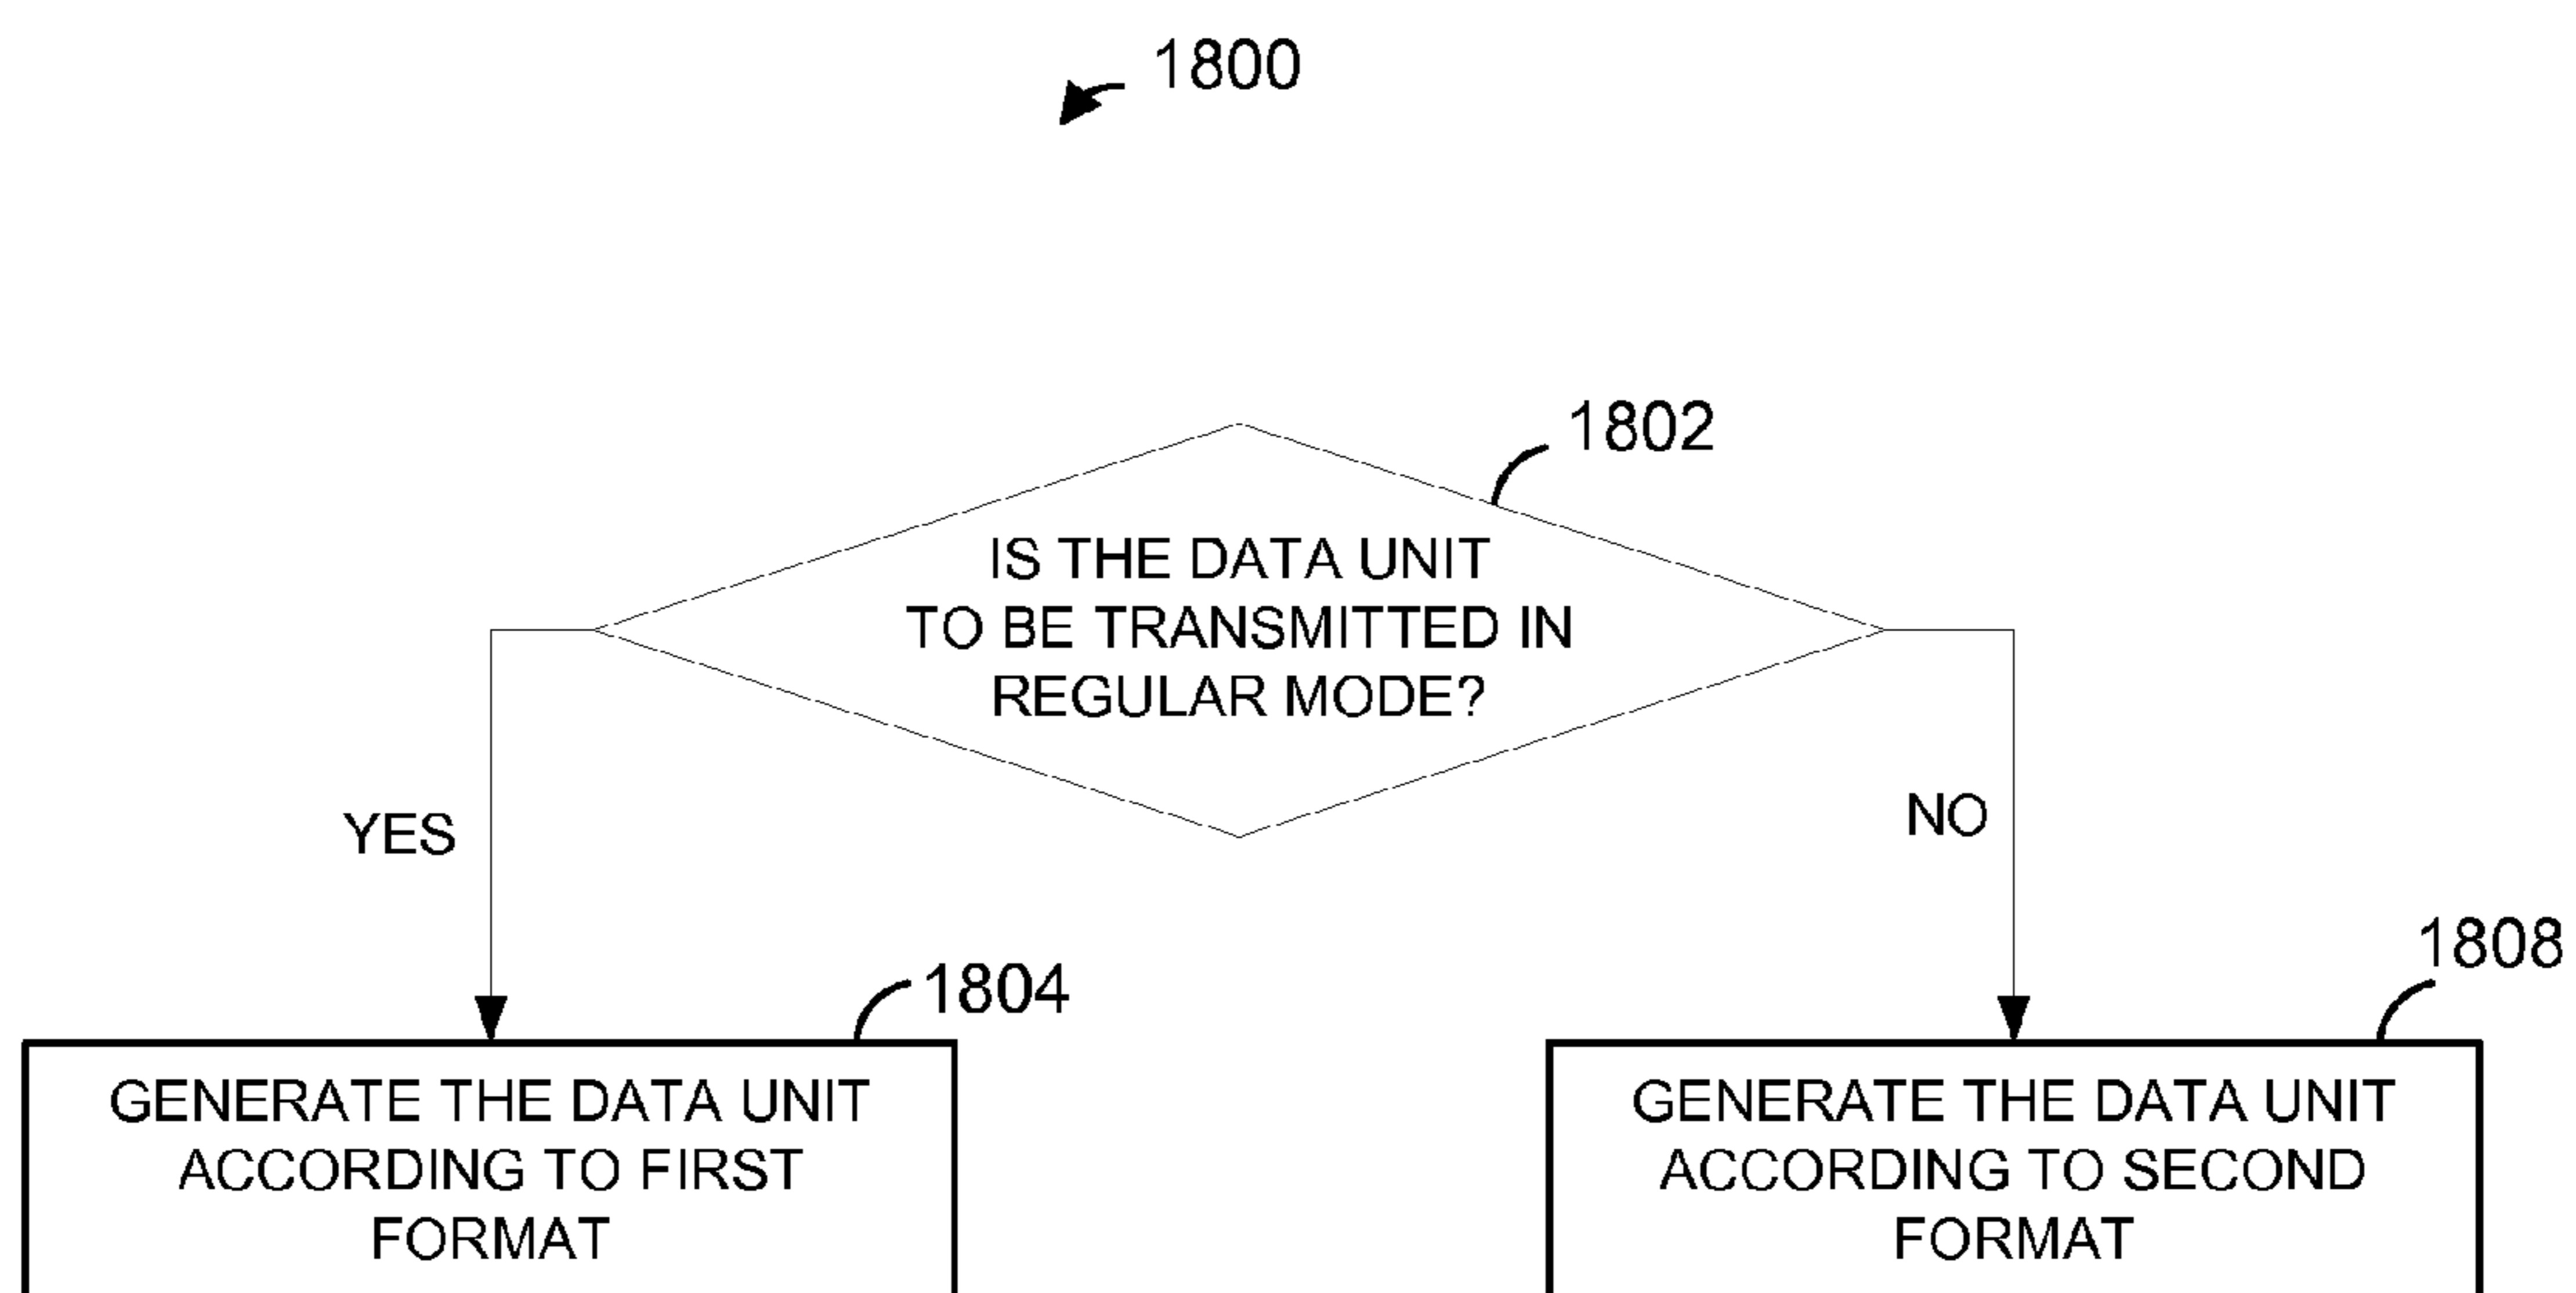 1800
1802
IS THE DATA UNIT
TO BE TRANSMITTED IN
REGULAR MODE?
YES
NO
1804
1808
GENERATE THE DATA UNIT
ACCORDING TO FIRST
FORMAT
GENERATE THE DATA UNIT
ACCORDING TO SECOND
FORMAT